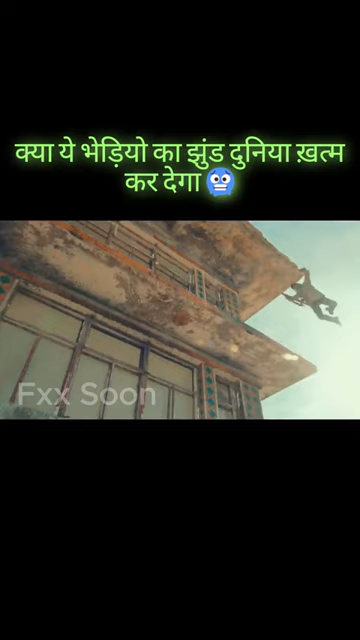 क्या ये भेड़ियो का झुंड दुनिया ख़त्म
कर देगा 🥶
Fxx Soon